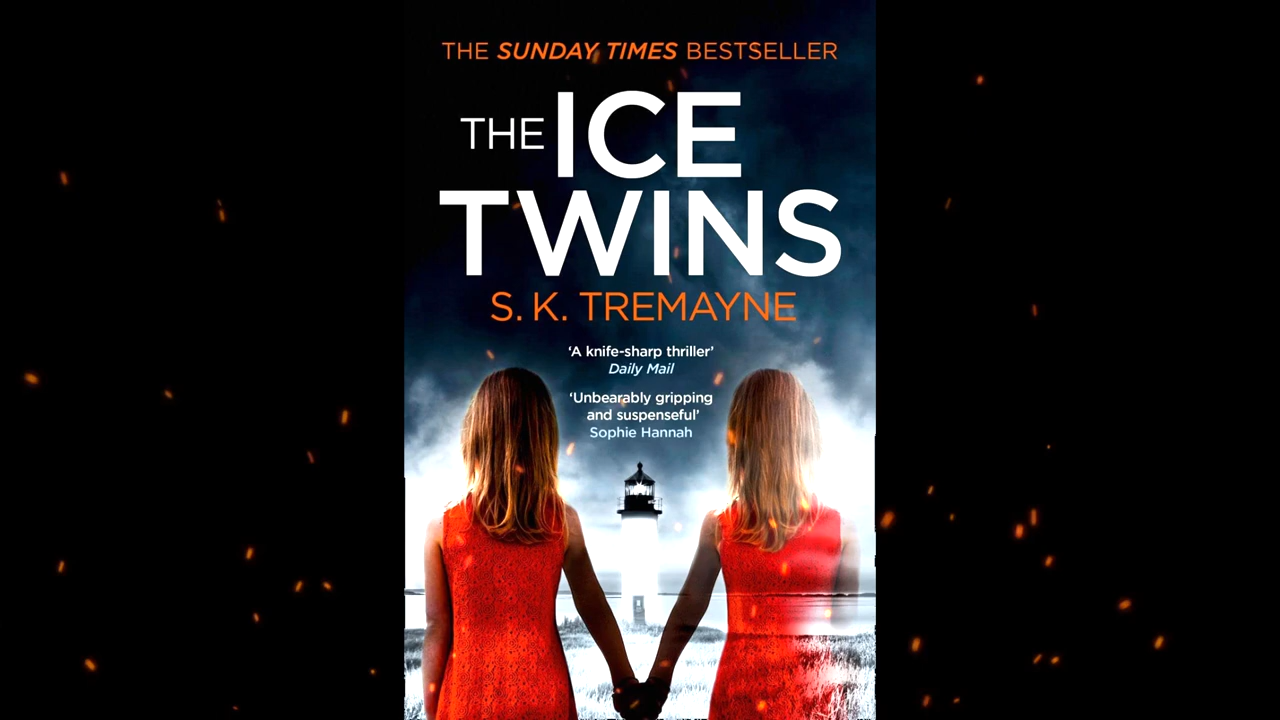 THE SUNDAY TIMES BESTSELLER
THE ICE
TWINS
S. K. TREMAYNE
‘A knife-sharp thriller’
Daily Mail
‘Unbearably gripping
and suspenseful’
Sophie Hannah